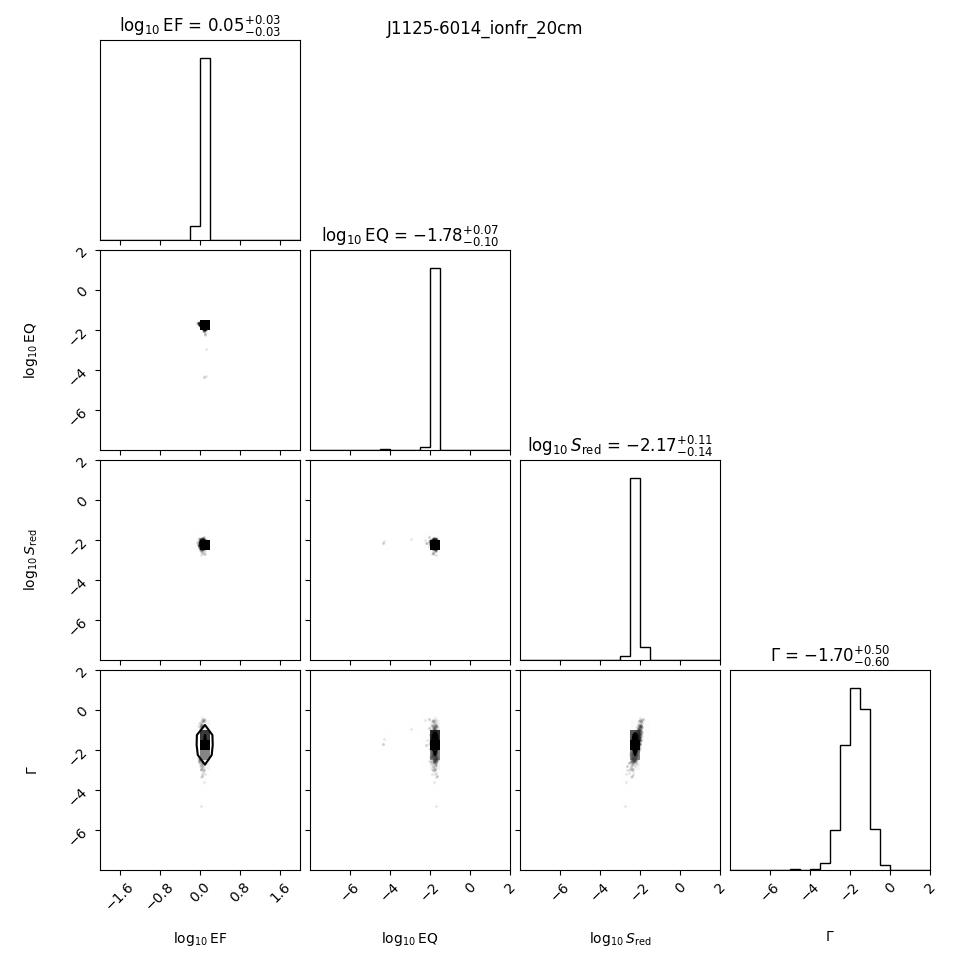 J1125-6014_ionfr_20cm
log₁₀ EF = 0.05⁺⁰·⁰³₋₀.₀₃
log₁₀ EQ = −1.78⁺⁰·⁰⁷₋₀.₁₀
2
0
−2
−4
−6
log₁₀ EQ
log₁₀ S_red = −2.17⁺⁰·¹¹₋₀.₁₄
2
0
−2
−4
−6
log₁₀ S_red
Γ = −1.70⁺⁰·⁵⁰₋₀.₆₀
2
0
−2
−4
−6
Γ
−1.6 −0.8 0.0 0.8 1.6 −6 −4 −2 0 2 −6 −4 −2 0 2 −6 −4 −2 0 2
log₁₀ EF log₁₀ EQ log₁₀ S_red Γ